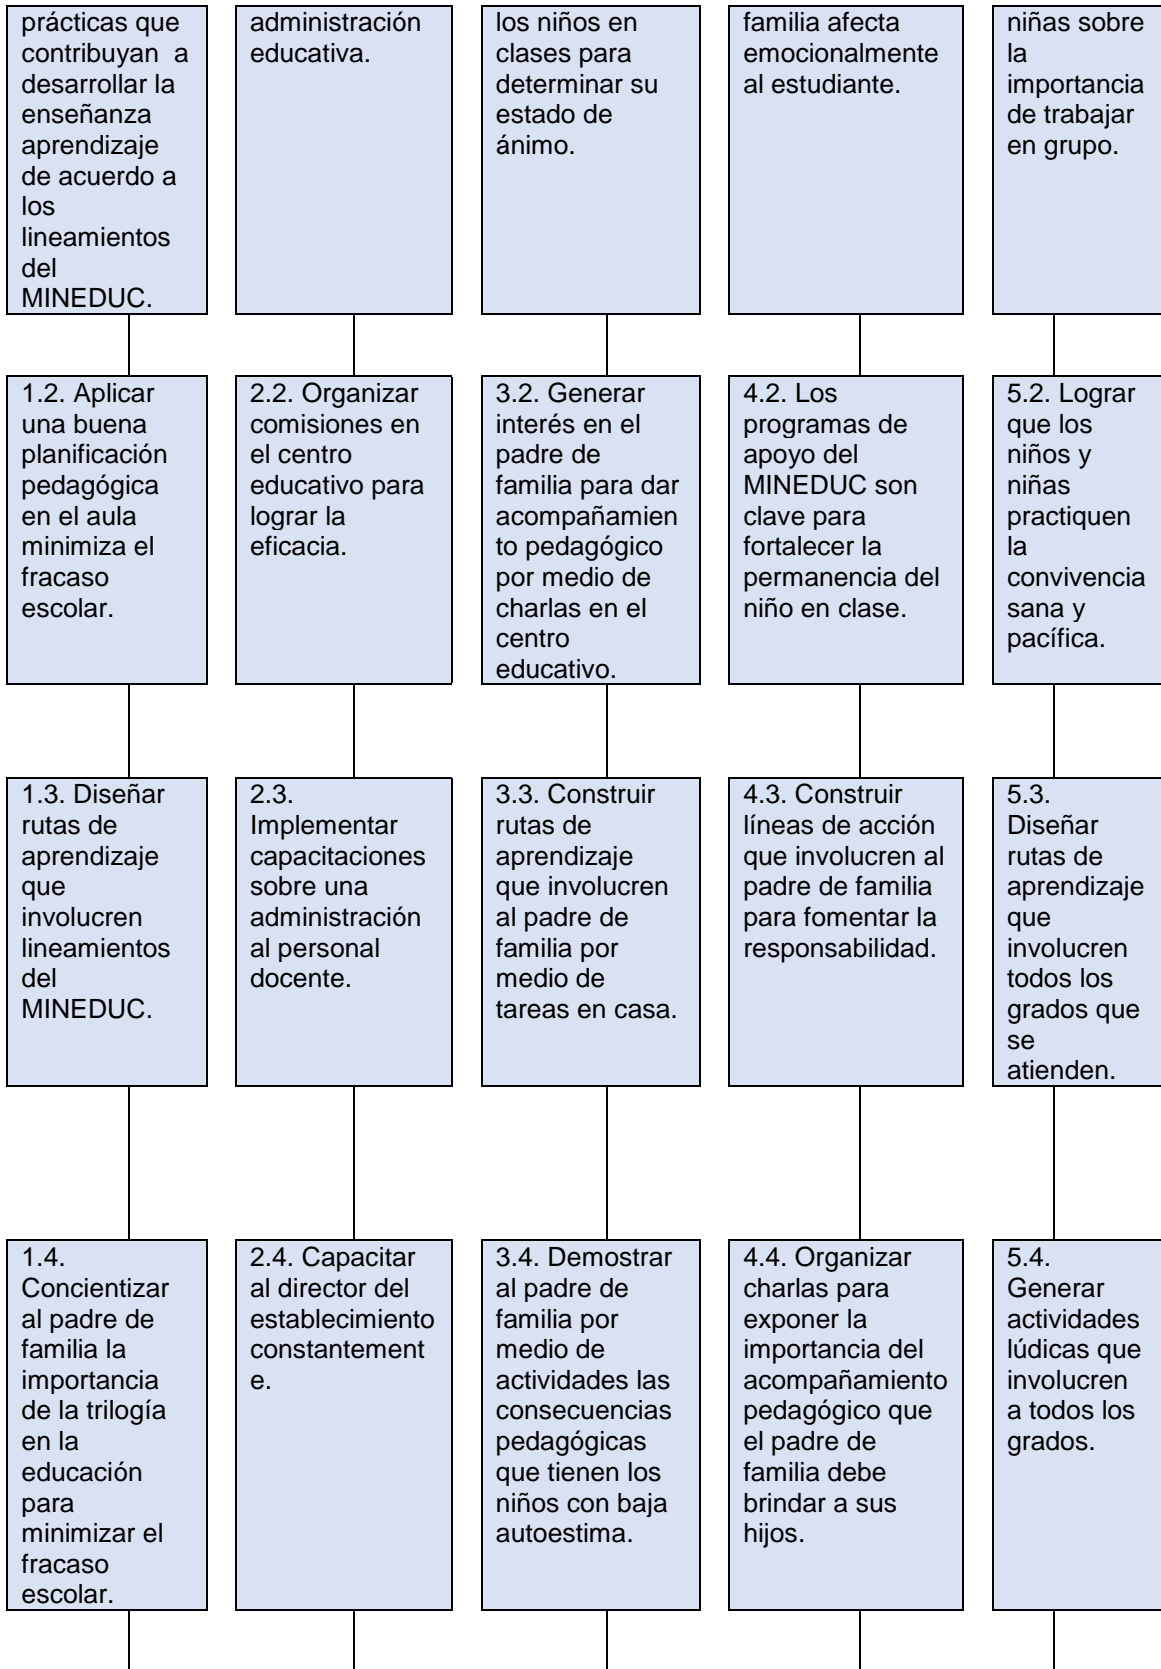 prácticas que
contribuyan a
desarrollar la
enseñanza
aprendizaje
de acuerdo a
los
lineamientos
del
MINEDUC.
administración
educativa.
los niños en
clases para
determinar su
estado de
ánimo.
familia afecta
emocionalmente
al estudiante.
niñas sobre
la
importancia
de trabajar
en grupo.
1.2. Aplicar
una buena
planificación
pedagógica
en el aula
minimiza el
fracaso
escolar.
2.2. Organizar
comisiones en
el centro
educativo para
lograr la
eficacia.
3.2. Generar
interés en el
padre de
familia para dar
acompañamien
to pedagógico
por medio de
charlas en el
centro
educativo.
4.2. Los
programas de
apoyo del
MINEDUC son
clave para
fortalecer la
permanencia del
niño en clase.
5.2. Lograr
que los
niños y
niñas
practiquen
la
convivencia
sana y
pacífica.
1.3. Diseñar
rutas de
aprendizaje
que
involucren
lineamientos
del
MINEDUC.
2.3.
Implementar
capacitaciones
sobre una
administración
al personal
docente.
3.3. Construir
rutas de
aprendizaje
que involucren
al padre de
familia por
medio de
tareas en casa.
4.3. Construir
líneas de acción
que involucren al
padre de familia
para fomentar la
responsabilidad.
5.3.
Diseñar
rutas de
aprendizaje
que
involucren
todos los
grados que
se
atienden.
1.4.
Concientizar
al padre de
familia la
importancia
de la trilogía
en la
educación
para
minimizar el
fracaso
escolar.
2.4. Capacitar
al director del
establecimiento
constantement
e.
3.4. Demostrar
al padre de
familia por
medio de
actividades las
consecuencias
pedagógicas
que tienen los
niños con baja
autoestima.
4.4. Organizar
charlas para
exponer la
importancia del
acompañamiento
pedagógico que
el padre de
familia debe
brindar a sus
hijos.
5.4.
Generar
actividades
lúdicas que
involucren
a todos los
grados.